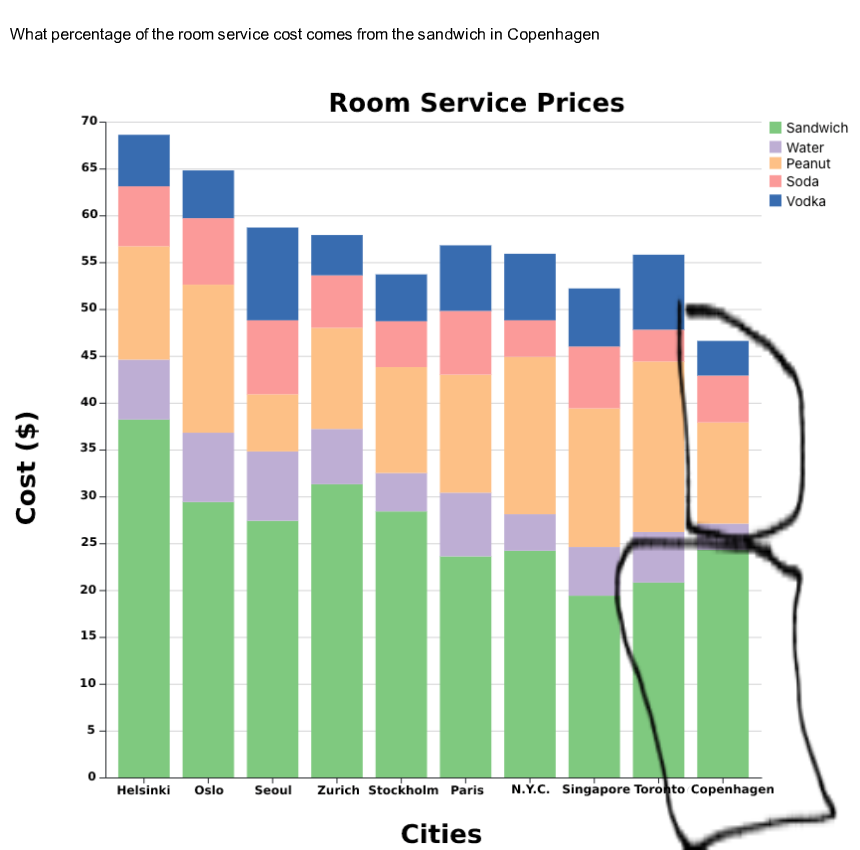 What percentage of the room service cost comes from the sandwich in Copenhagen
Room Service Prices
70
65
60
55
50
45
40
35
30
25
20
15
10
5
0
Cost ($)
Sandwich
Water
Peanut
Soda
Vodka
Helsinki Oslo Seoul Zurich Stockholm Paris N.Y.C. Singapore Toronto Copenhagen
Cities